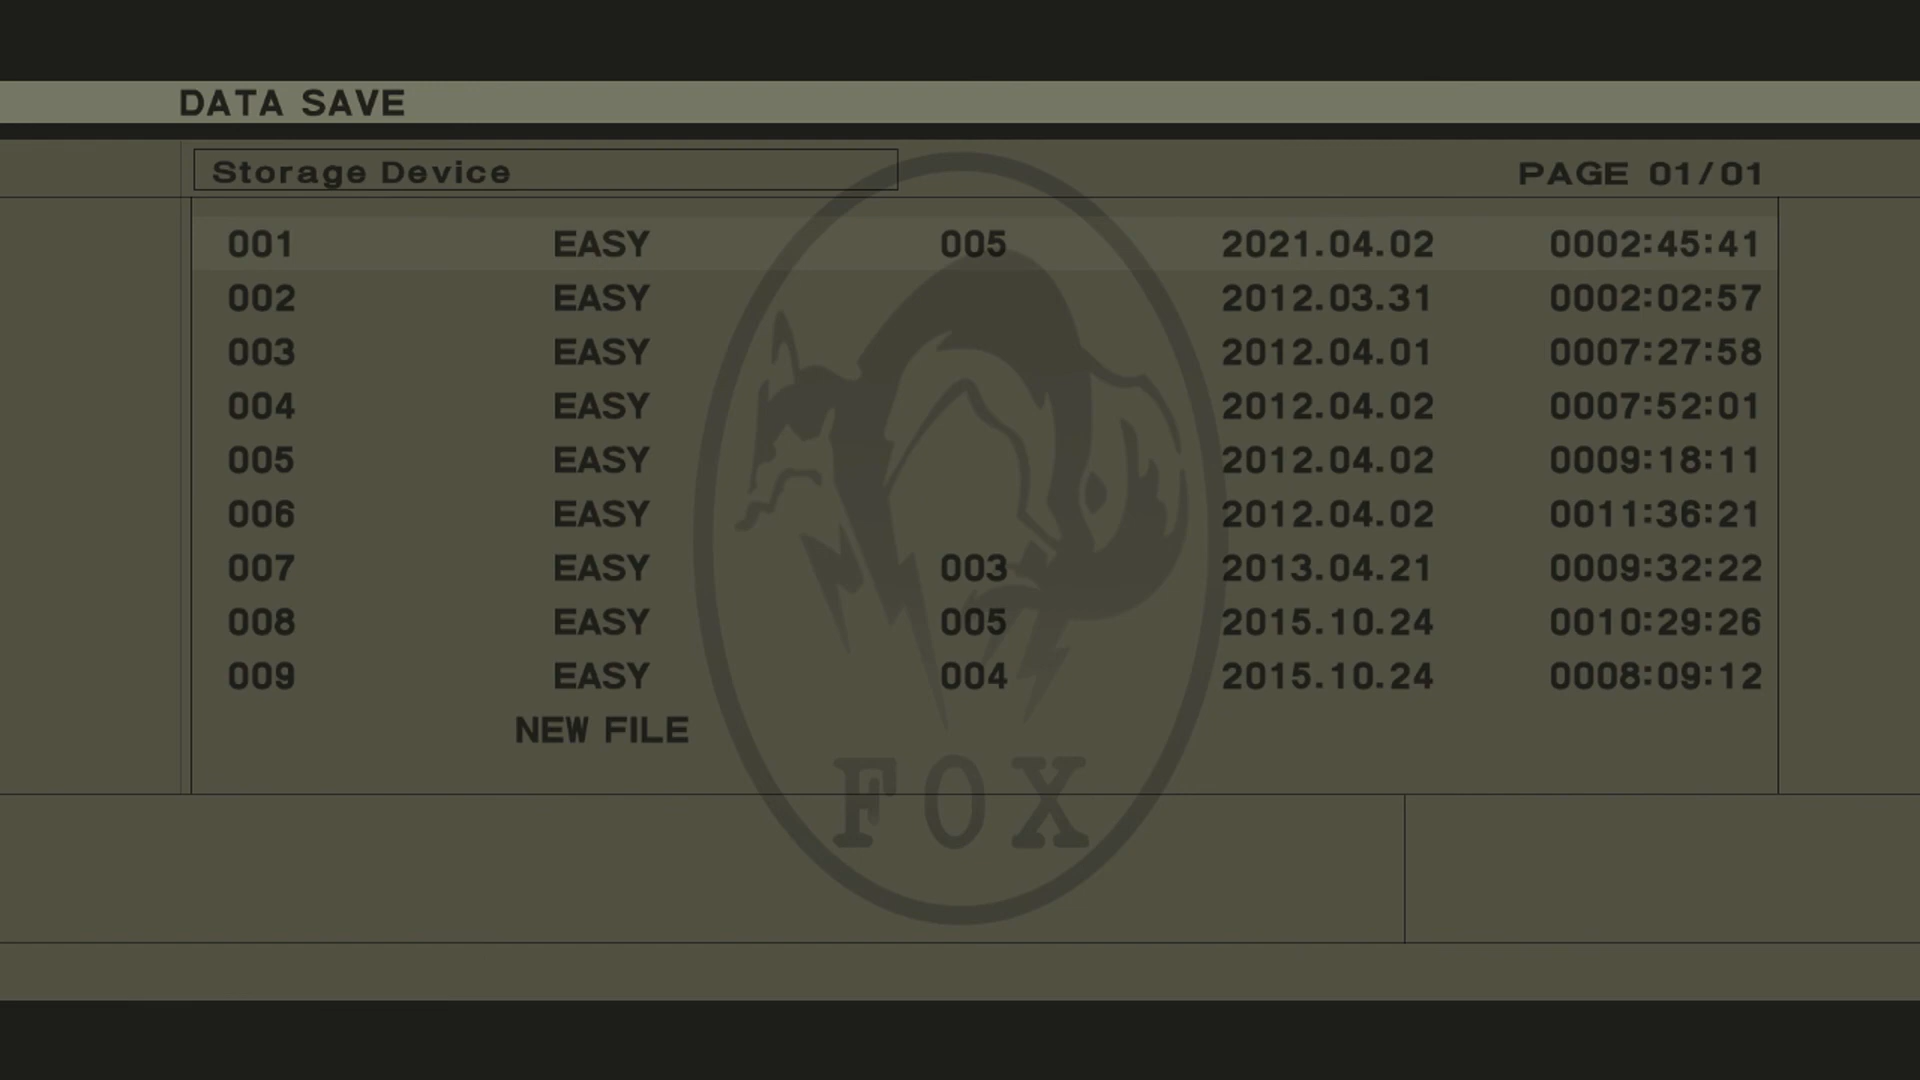 DATA SAVE
Storage Device PAGE 01/01
001 EASY 005 2021.04.02 0002:45:41
002 EASY 2012.03.31 0002:02:57
003 EASY 2012.04.01 0007:27:58
004 EASY 2012.04.02 0007:52:01
005 EASY 2012.04.02 0009:18:11
006 EASY 2012.04.02 0011:36:21
007 EASY 003 2013.04.21 0009:32:22
008 EASY 005 2015.10.24 0010:29:26
009 EASY 004 2015.10.24 0008:09:12
NEW FILE
FOX